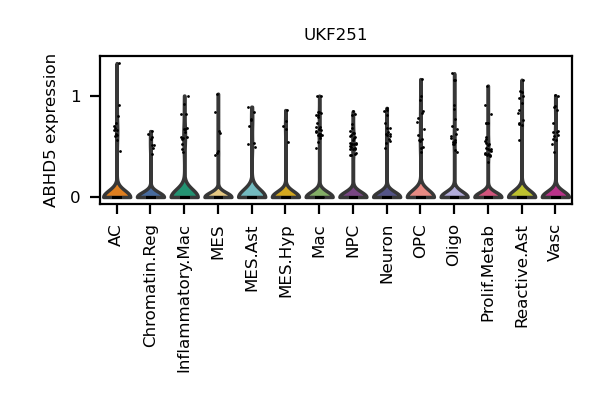 UKF251
ABHD5 expression
1
0
AC
Chromatin.Reg
Inflammatory.Mac
MES
MES.Ast
MES.Hyp
Mac
NPC
Neuron
OPC
Oligo
Prolif.Metab
Reactive.Ast
Vasc